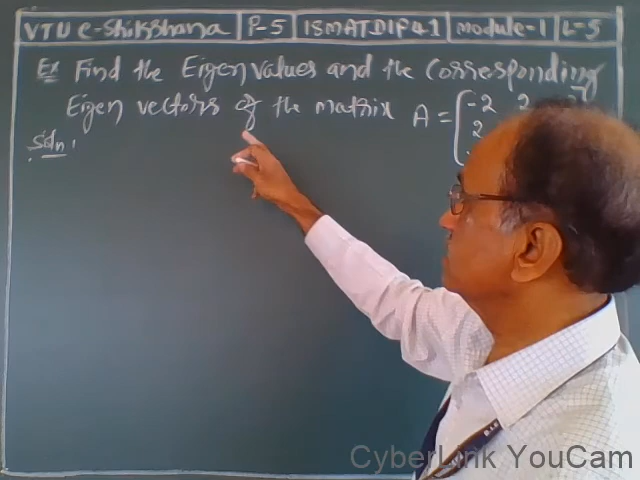 VTU e-Shikshana | P-5 | 18MATDIP41 | Module-1 | L-5
Ex Find the Eigen values and the corresponding
Eigen vectors of the matrix A = [-2 2
2
Soln:
CyberLink YouCam